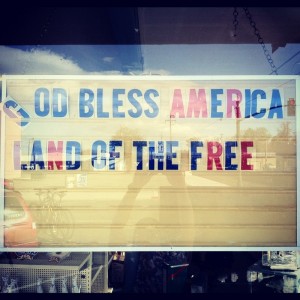 GOD BLESS AMERICA
LAND OF THE FREE